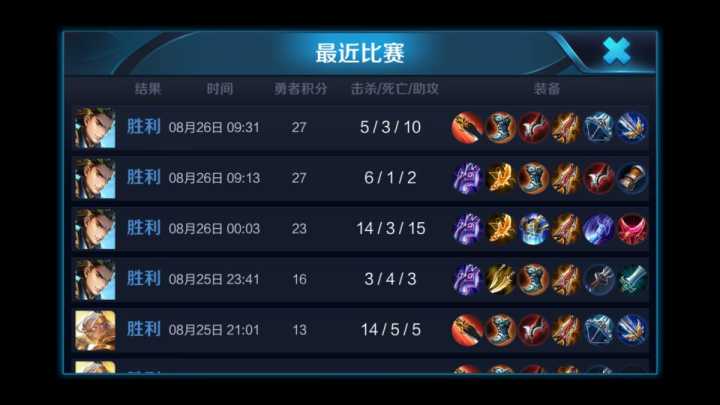 最近比赛
结果 时间 勇者积分 击杀/死亡/助攻 装备
胜利 08月26日 09:31 27 5 / 3 / 10
胜利 08月26日 09:13 27 6 / 1 / 2
胜利 08月26日 00:03 23 14 / 3 / 15
胜利 08月25日 23:41 16 3 / 4 / 3
胜利 08月25日 21:01 13 14 / 5 / 5